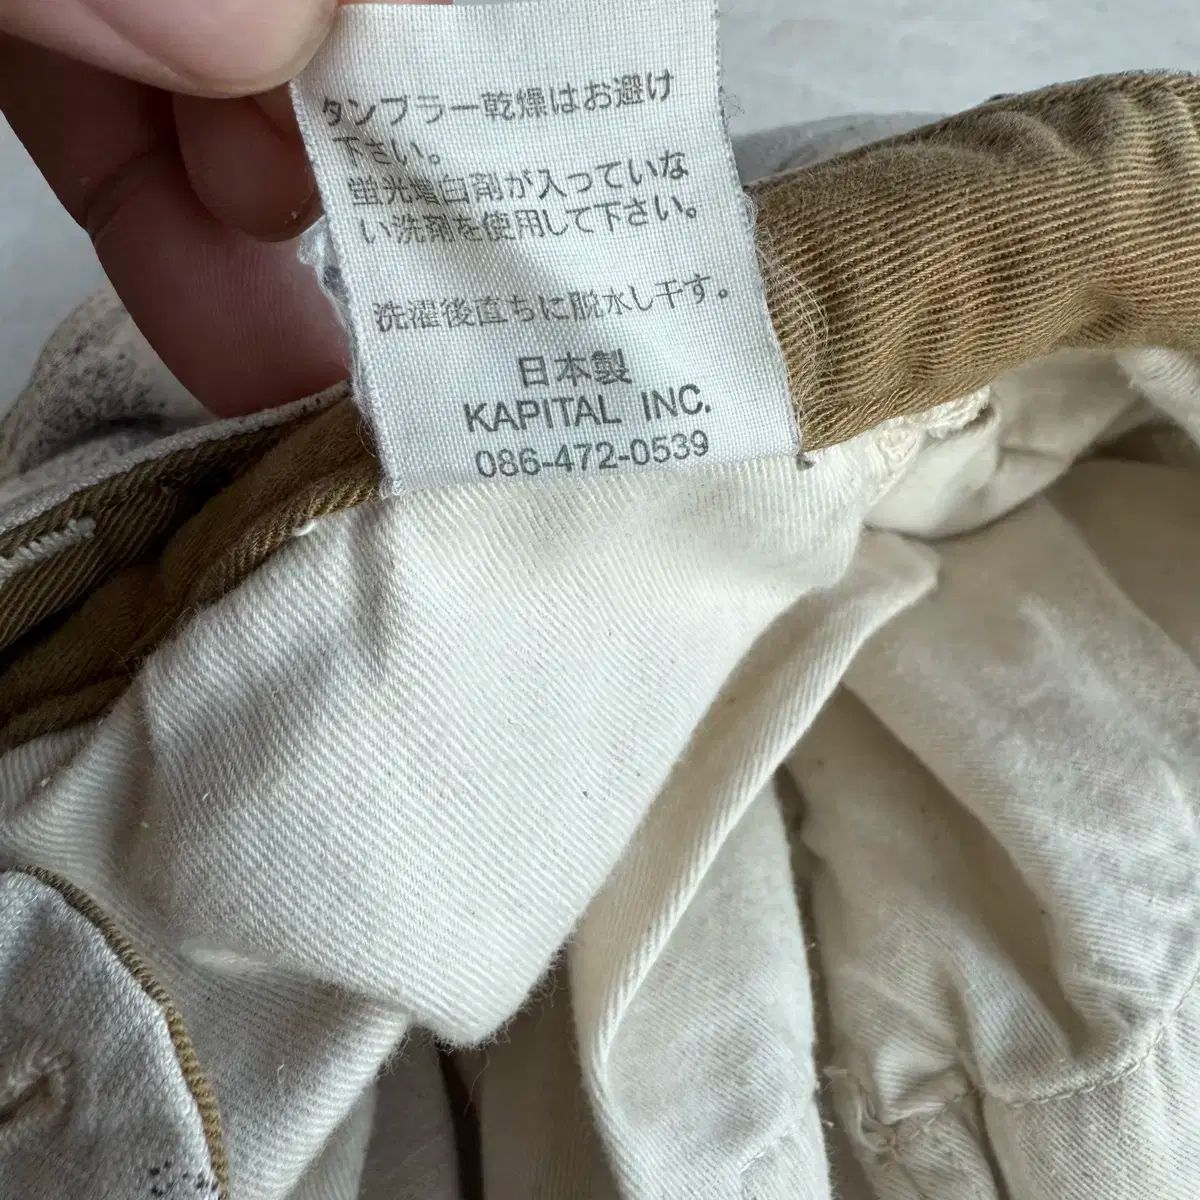 タンブラー乾燥はお避け
下さい。
蛍光増白剤が入っていな
い洗剤を使用して下さい。
洗濯後直ちに脱水し干す。
日本製
KAPITAL INC.
086-472-0539